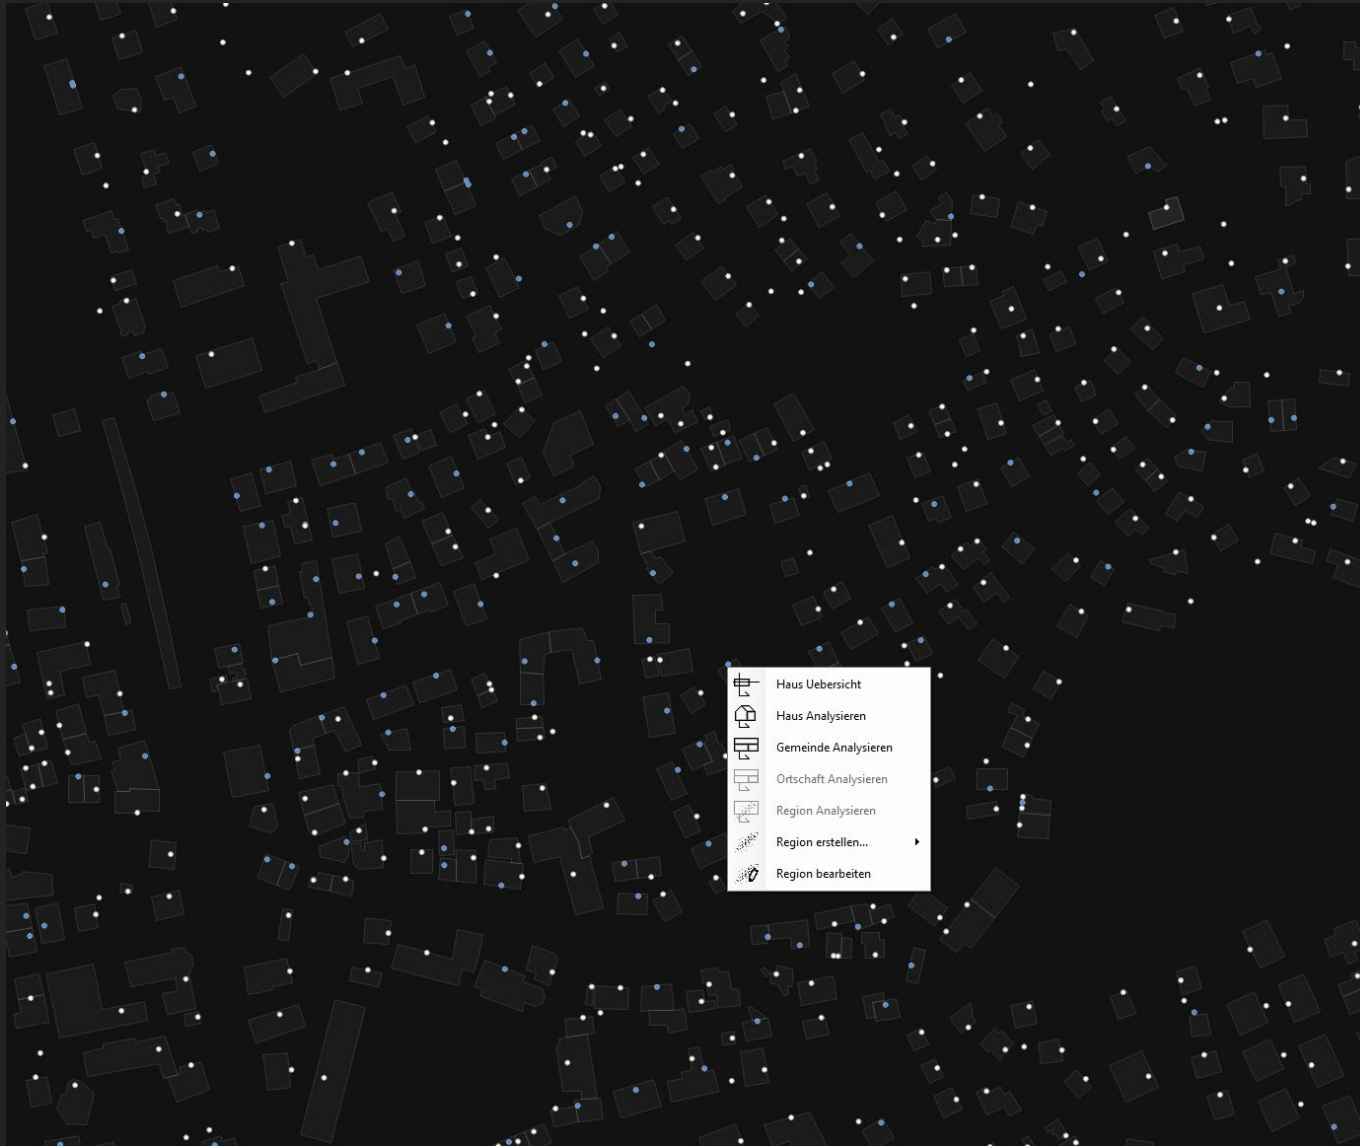 Haus Uebersicht
Haus Analysieren
Gemeinde Analysieren
Ortschaft Analysieren
Region Analysieren
Region erstellen...
Region bearbeiten